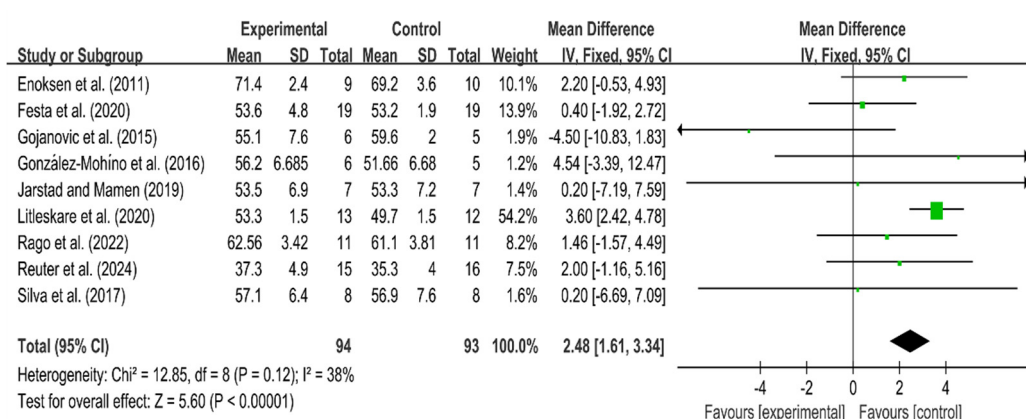 Experimental Control Mean Difference Mean Difference
Study or Subgroup Mean SD Total Mean SD Total Weight IV, Fixed, 95% CI IV, Fixed, 95% CI
Enoksen et al. (2011) 71.4 2.4 9 69.2 3.6 10 10.1% 2.20 [-0.53, 4.93]
Festa et al. (2020) 53.6 4.8 19 53.2 1.9 19 13.9% 0.40 [-1.92, 2.72]
Gojanovic et al. (2015) 55.1 7.6 6 59.6 2 5 1.9% -4.50 [-10.83, 1.83]
González-Mohíno et al. (2016) 56.2 6.685 6 51.66 6.68 5 1.2% 4.54 [-3.39, 12.47]
Jarstad and Mamen (2019) 53.5 6.9 7 53.3 7.2 7 1.4% 0.20 [-7.19, 7.59]
Litleskare et al. (2020) 53.3 1.5 13 49.7 1.5 12 54.2% 3.60 [2.42, 4.78]
Rago et al. (2022) 62.56 3.42 11 61.1 3.81 11 8.2% 1.46 [-1.57, 4.49]
Reuter et al. (2024) 37.3 4.9 15 35.3 4 16 7.5% 2.00 [-1.16, 5.16]
Silva et al. (2017) 57.1 6.4 8 56.9 7.6 8 1.6% 0.20 [-6.69, 7.09]
Total (95% CI) 94 93 100.0% 2.48 [1.61, 3.34]
Heterogeneity: Chi² = 12.85, df = 8 (P = 0.12); I² = 38%
Test for overall effect: Z = 5.60 (P < 0.00001)
-4 -2 0 2 4
Favours [experimental] Favours [control]